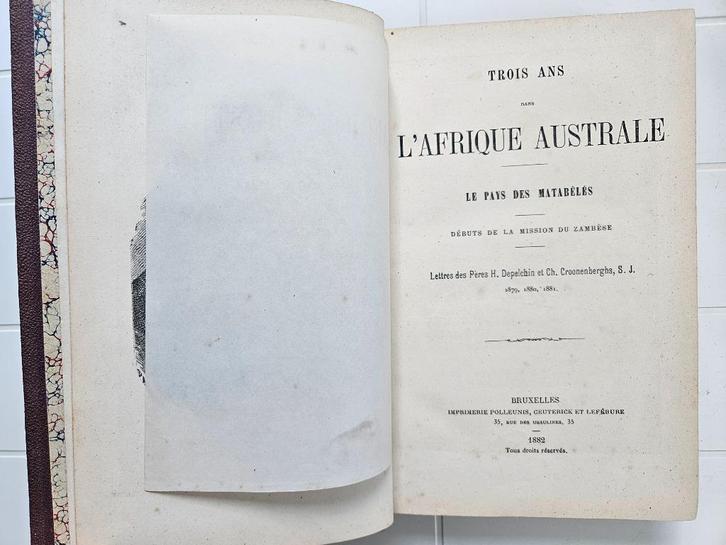 TROIS ANS
DANS
L'AFRIQUE AUSTRALE
LE PAYS DES MATABÉLÉS
DÉBUTS DE LA MISSION DU ZAMBÈSE
Lettres des Pères H. Depelchin et Ch. Croonenberghs, S. J.
1879, 1880, 1881.
BRUXELLES
IMPRIMERIE POLLEUNIS, CEUTERICK ET LEFÉBURE
35, RUE DES URSULINES, 35
1882
Tous droits réservés.